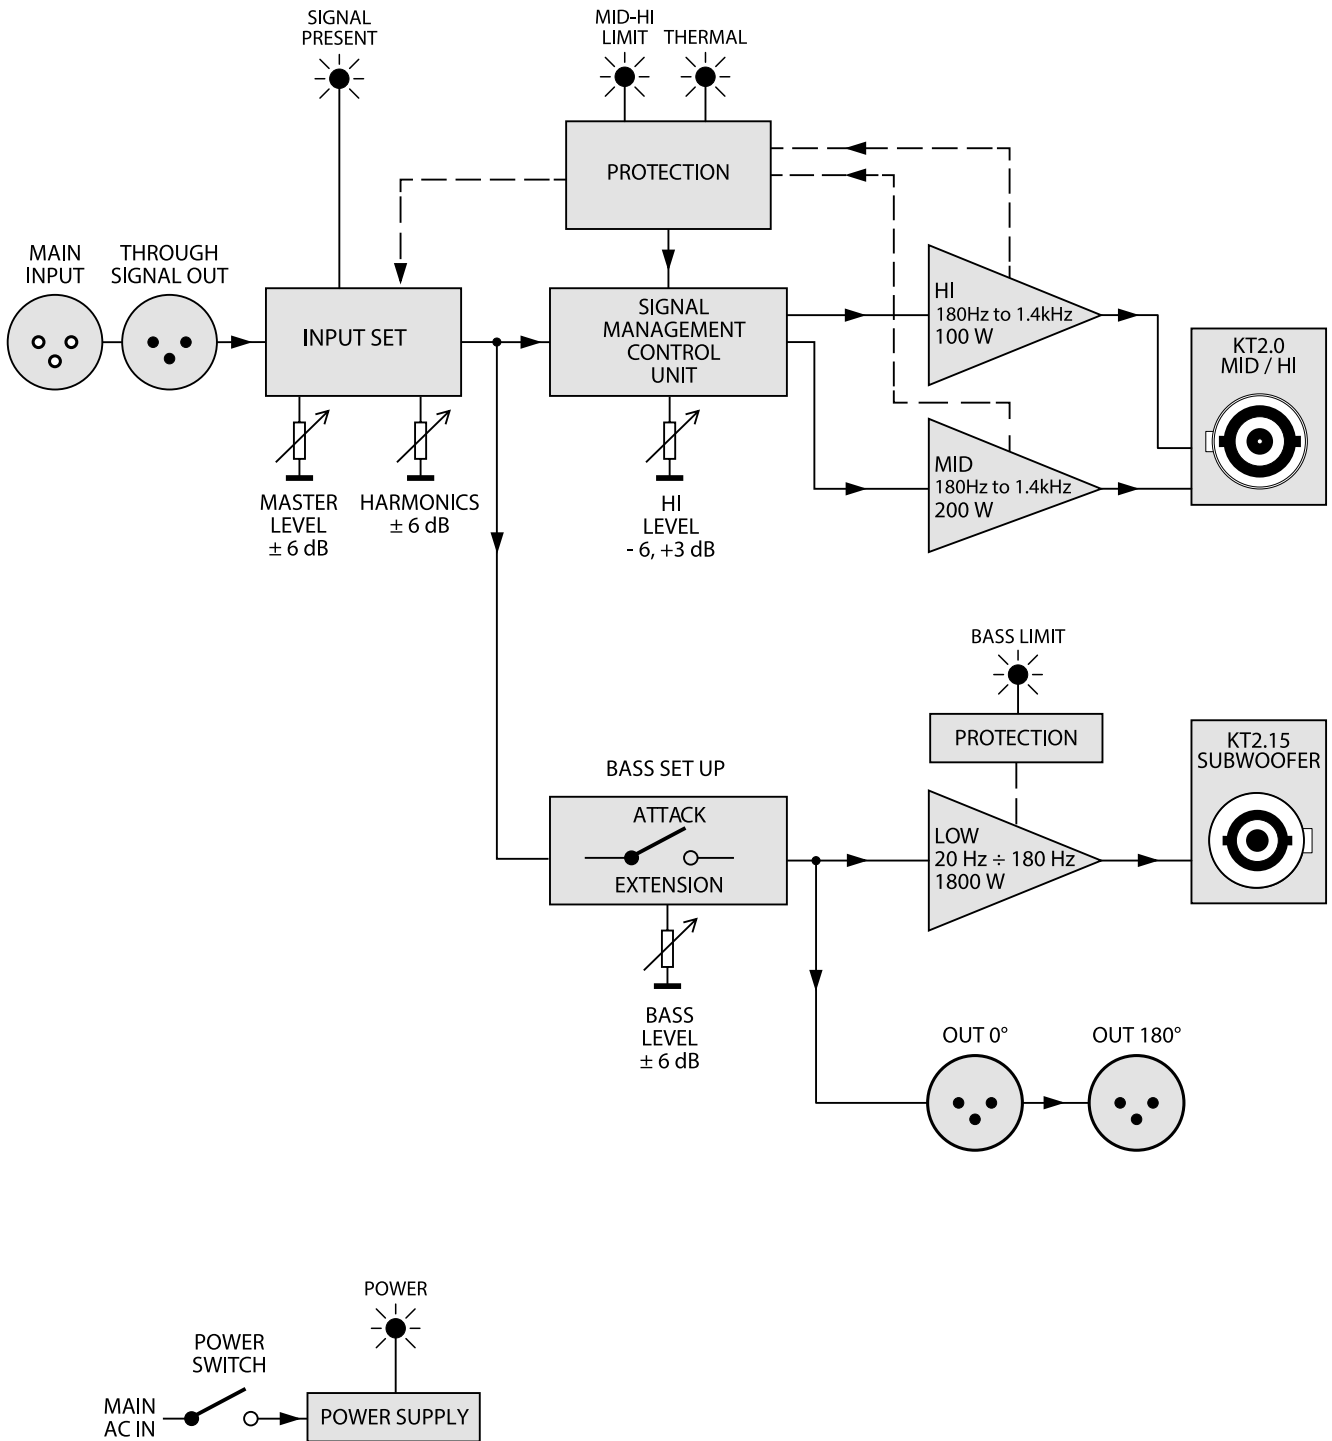 SIGNAL
PRESENT
MID-HI
LIMIT
THERMAL
PROTECTION
MAIN
INPUT
THROUGH
SIGNAL OUT
INPUT SET
SIGNAL
MANAGEMENT
CONTROL
UNIT
HI
180Hz to 1.4kHz
100 W
KT2.0
MID / HI
MASTER
LEVEL
± 6 dB
HARMONICS
± 6 dB
HI
LEVEL
- 6, +3 dB
MID
180Hz to 1.4kHz
200 W
BASS LIMIT
PROTECTION
BASS SET UP
ATTACK
EXTENSION
LOW
20 Hz ÷ 180 Hz
1800 W
KT2.15
SUBWOOFER
BASS
LEVEL
± 6 dB
OUT 0°
OUT 180°
POWER
POWER
SWITCH
MAIN
AC IN
POWER SUPPLY